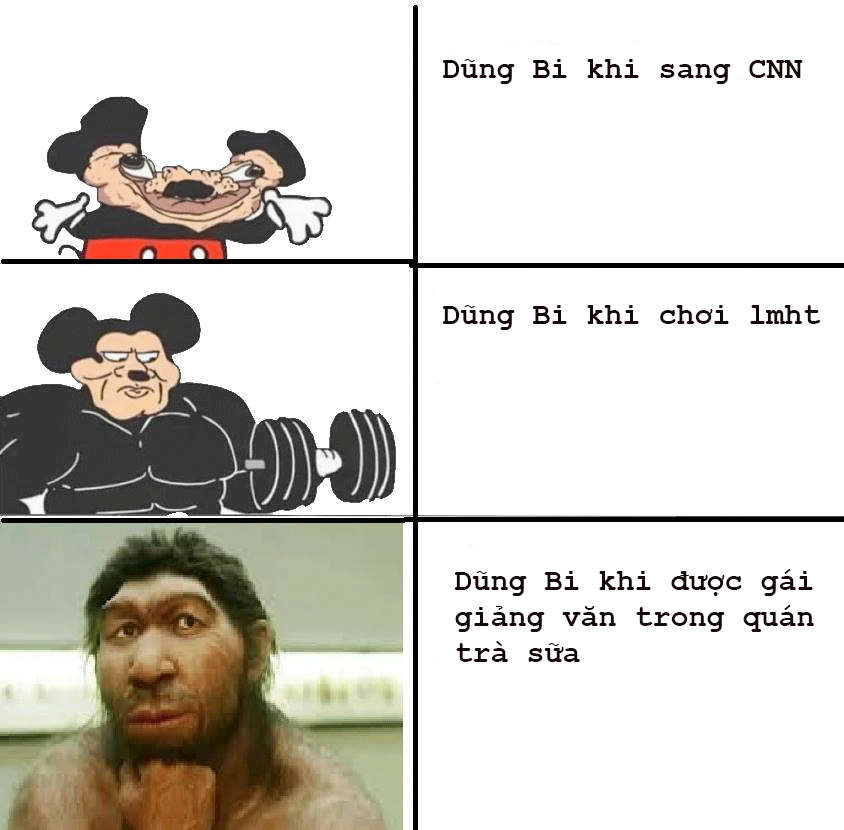 Dũng Bi khi sang CNN
Dũng Bi khi chơi lmht
Dũng Bi khi được gái
giảng văn trong quán
trà sữa